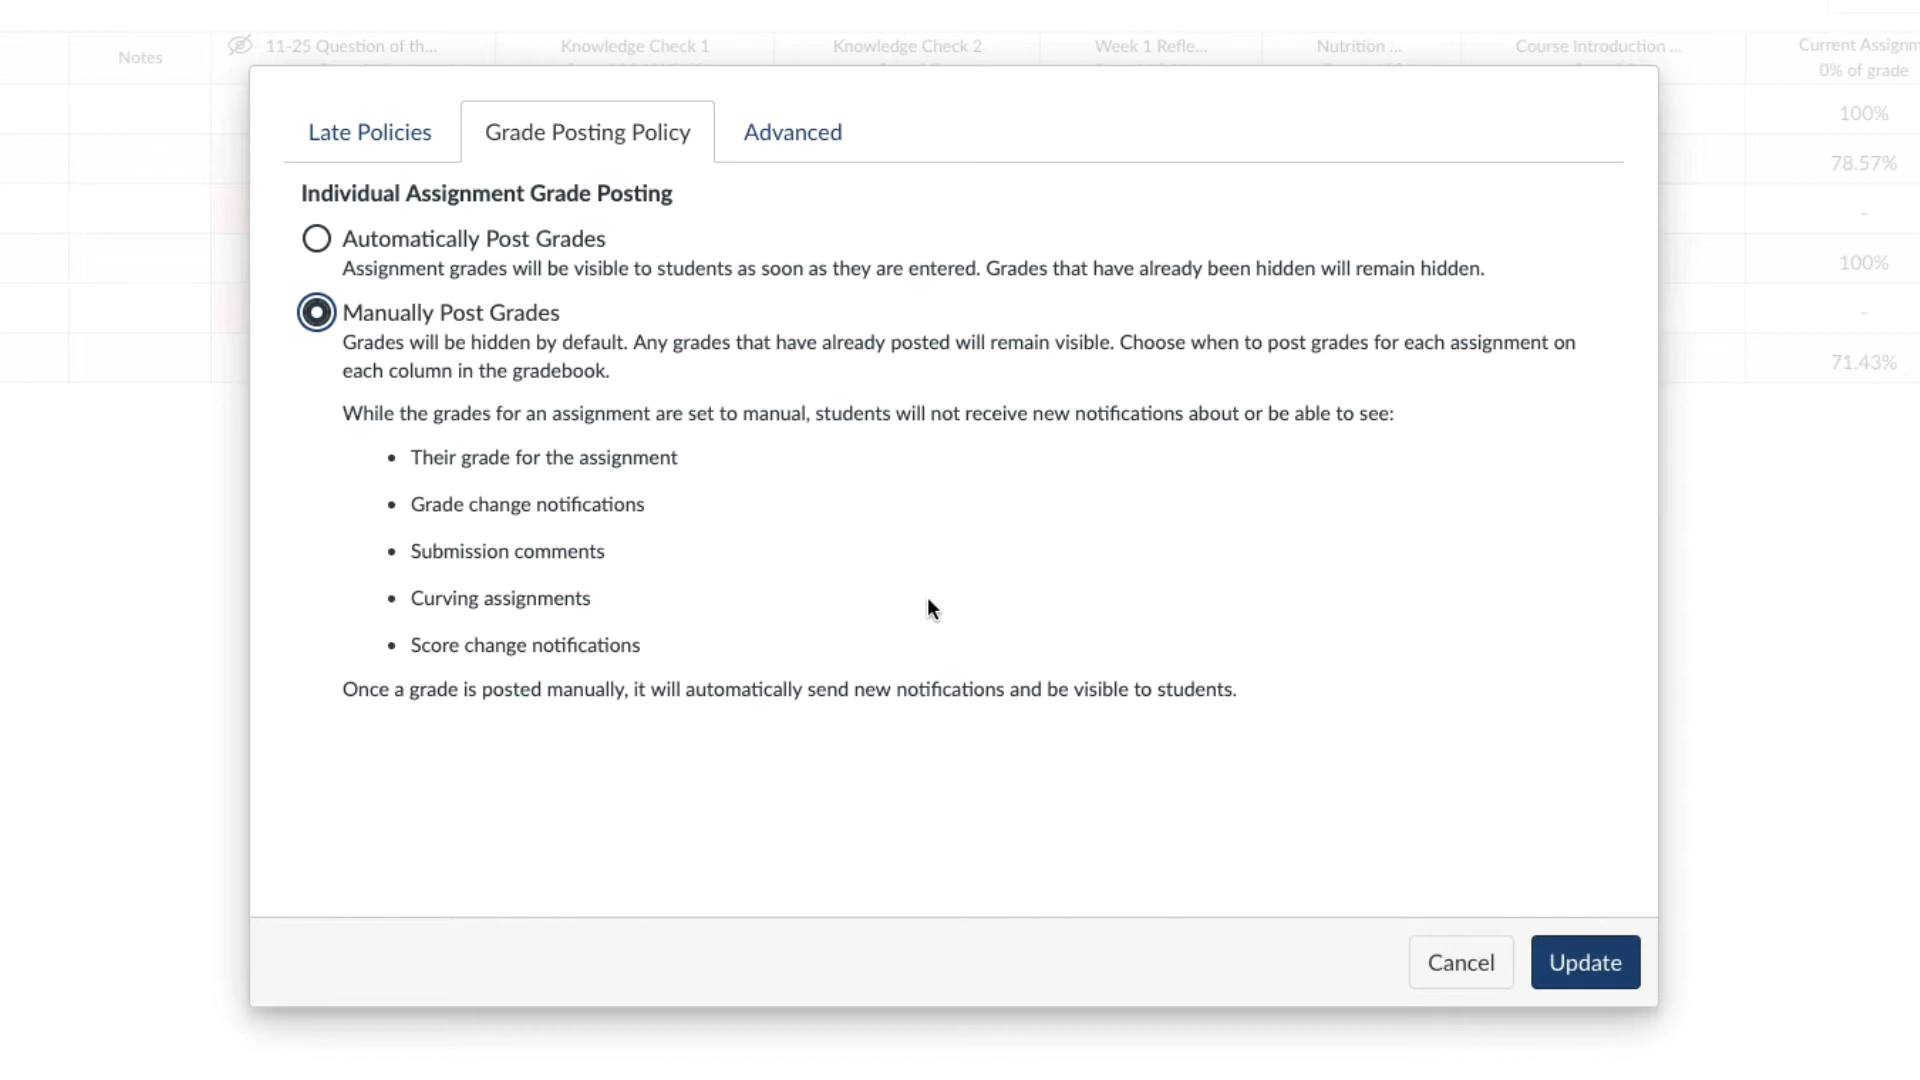 Notes
11-25 Question of th...
Knowledge Check 1
Knowledge Check 2
Week 1 Refle...
Nutrition ...
Course Introduction ...
Current Assignm
0% of grade
100%
78.57%
-
100%
-
71.43%
Late Policies
Grade Posting Policy
Advanced
Individual Assignment Grade Posting
Automatically Post Grades
Assignment grades will be visible to students as soon as they are entered. Grades that have already been hidden will remain hidden.
Manually Post Grades
Grades will be hidden by default. Any grades that have already posted will remain visible. Choose when to post grades for each assignment on
each column in the gradebook.
While the grades for an assignment are set to manual, students will not receive new notifications about or be able to see:
• Their grade for the assignment
• Grade change notifications
• Submission comments
• Curving assignments
• Score change notifications
Once a grade is posted manually, it will automatically send new notifications and be visible to students.
Cancel
Update